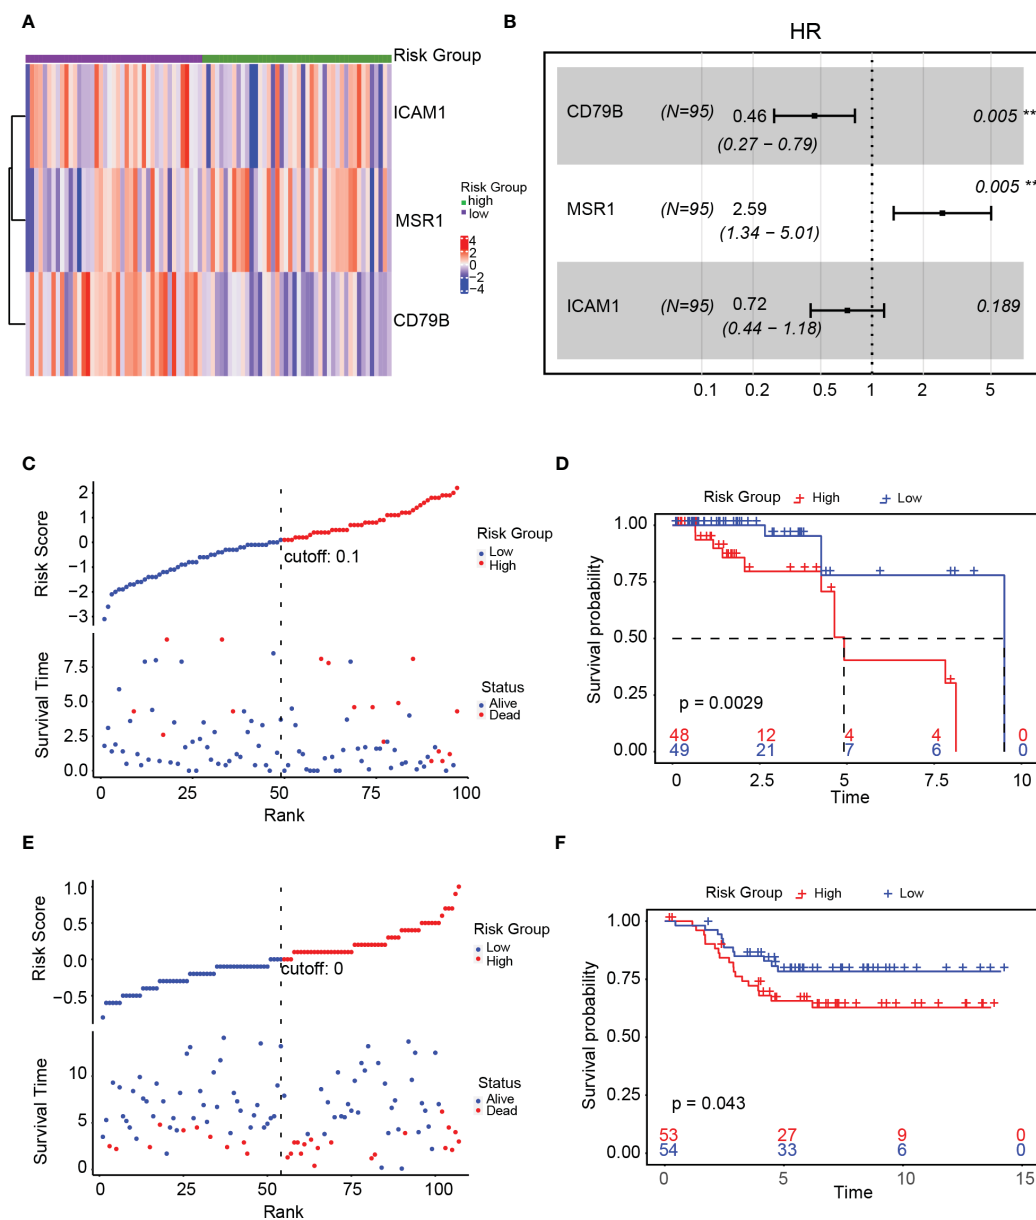 A
Risk Group
ICAM1
MSR1
CD79B
Risk Group
high
low
4
2
0
−2
−4
B
HR
CD79B (N=95) 0.46 0.005 **
(0.27 − 0.79)
MSR1 (N=95) 2.59 0.005 **
(1.34 − 5.01)
ICAM1 (N=95) 0.72 0.189
(0.44 − 1.18)
0.1 0.2 0.5 1 2 5
C
Risk Score
2
1
0
−1
−2
−3
cutoff: 0.1
Risk Group
Low
High
Survival Time
7.5
5.0
2.5
0.0
Status
Alive
Dead
0 25 50 75 100
Rank
D
Risk Group High Low
Survival probability
1.00
0.75
0.50
0.25
0.00
p = 0.0029
48 12 4 4 0
49 21 7 6 0
0 2.5 5 7.5 10
Time
E
Risk Score
1.0
0.5
0.0
−0.5
cutoff: 0
Risk Group
Low
High
Survival Time
10
5
0
Status
Alive
Dead
0 25 50 75 100
Rank
F
Risk Group High Low
Survival probability
1.00
0.75
0.50
0.25
0.00
p = 0.043
53 27 9 0
54 33 6 0
0 5 10 15
Time